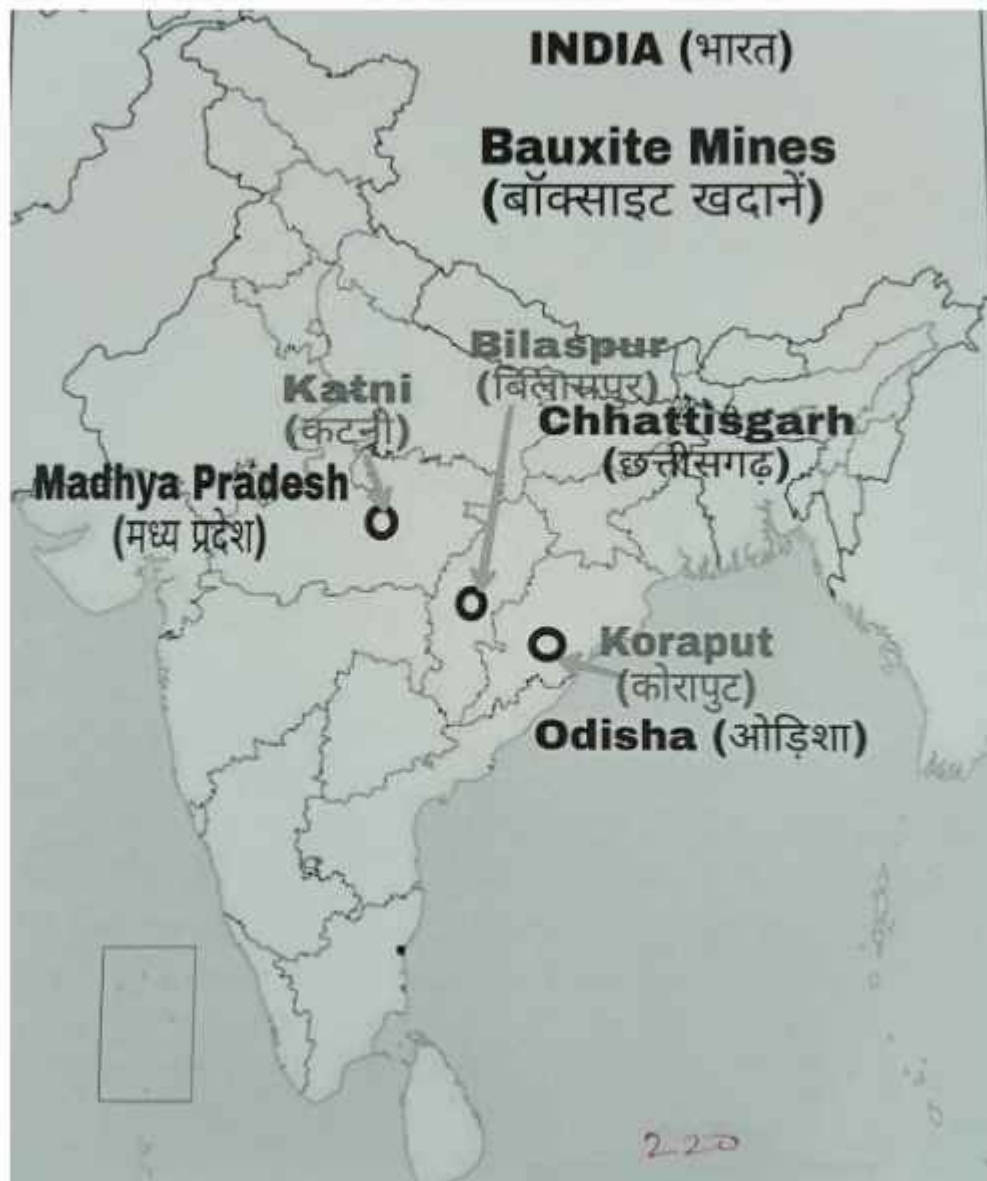 INDIA (भारत)
Bauxite Mines
(बॉक्साइट खदानें)
Bilaspur
(बिलासपुर)
Katni
(कटनी)
Chhattisgarh
(छत्तीसगढ़)
Madhya Pradesh
(मध्य प्रदेश)
Koraput
(कोरापुट)
Odisha (ओड़िशा)
220